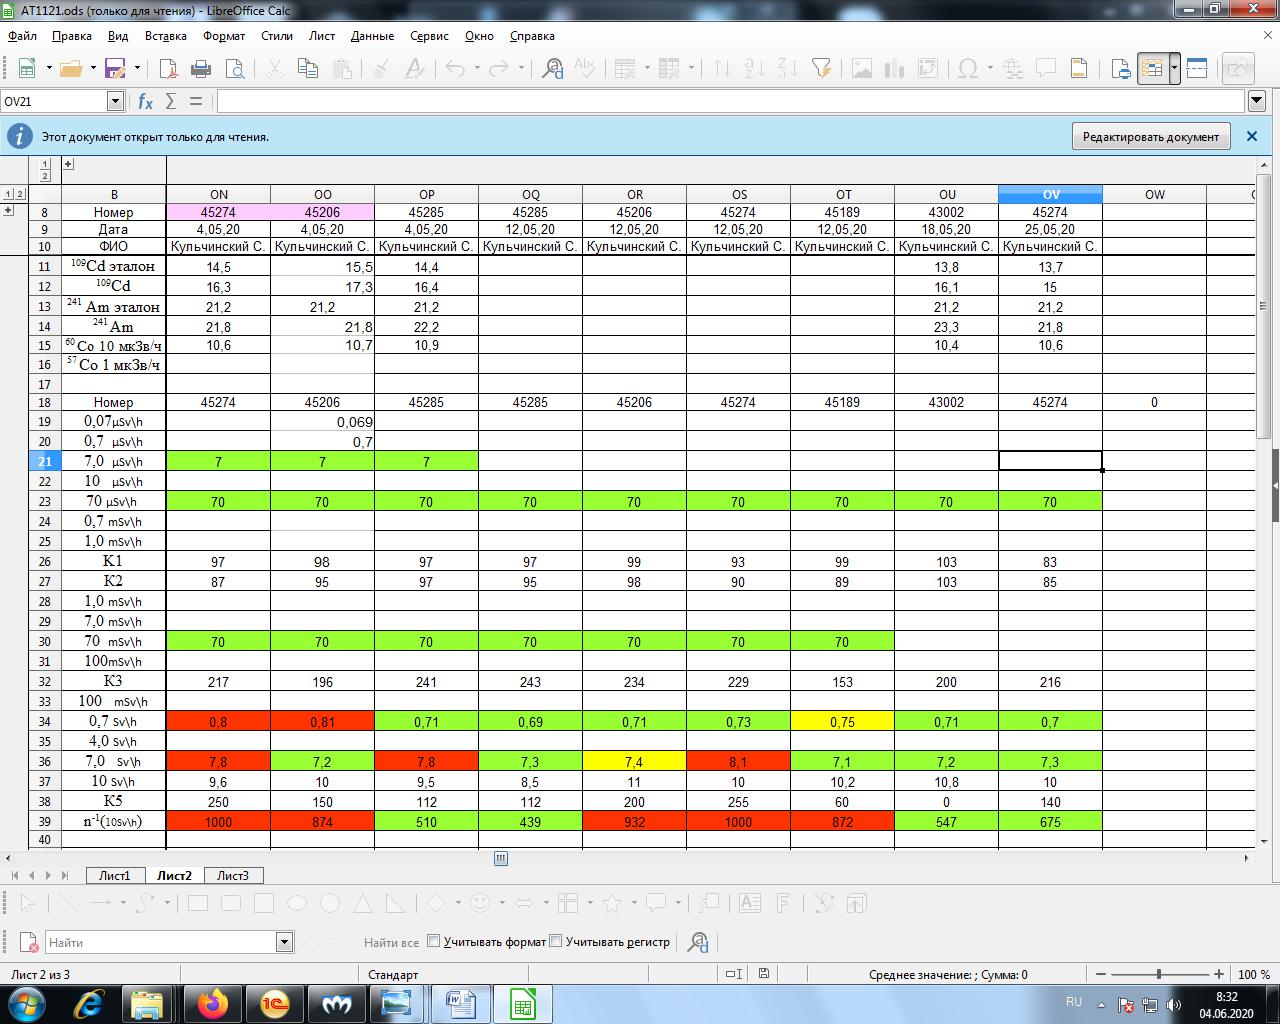 AT1121.ods (только для чтения) - LibreOffice Calc
Файл Правка Вид Вставка Формат Стили Лист Данные Сервис Окно Справка
OV21
Этот документ открыт только для чтения. Редактировать документ
1
2
1 2 B ON OO OP OQ OR OS OT OU OV OW
8 Номер 45274 45206 45285 45285 45206 45274 45189 43002 45274
9 Дата 4,05,20 4,05,20 4,05,20 12,05,20 12,05,20 12,05,20 12,05,20 18,05,20 25,05,20
10 ФИО Кульчинский С. Кульчинский С. Кульчинский С. Кульчинский С. Кульчинский С. Кульчинский С. Кульчинский С. Кульчинский С. Кульчинский С.
11 109Cd эталон 14,5 15,5 14,4 13,8 13,7
12 109Cd 16,3 17,3 16,4 16,1 15
13 241 Am эталон 21,2 21,2 21,2 21,2 21,2
14 241 Am 21,8 21,8 22,2 23,3 21,8
15 60 Co 10 мкЗв/ч 10,6 10,7 10,9 10,4 10,6
16 57 Co 1 мкЗв/ч
17
18 Номер 45274 45206 45285 45285 45206 45274 45189 43002 45274 0
19 0,07µSv\h 0,069
20 0,7 µSv\h 0,7
21 7,0 µSv\h 7 7 7
22 10 µSv\h
23 70 µSv\h 70 70 70 70 70 70 70 70 70
24 0,7 mSv\h
25 1,0 mSv\h
26 K1 97 98 97 97 99 93 99 103 83
27 K2 87 95 97 95 98 90 89 103 85
28 1,0 mSv\h
29 7,0 mSv\h
30 70 mSv\h 70 70 70 70 70 70 70
31 100mSv\h
32 K3 217 196 241 243 234 229 153 200 216
33 100 mSv\h
34 0,7 Sv\h 0,8 0,81 0,71 0,69 0,71 0,73 0,75 0,71 0,7
35 4,0 Sv\h
36 7,0 Sv\h 7,8 7,2 7,8 7,3 7,4 8,1 7,1 7,2 7,3
37 10 Sv\h 9,6 10 9,5 8,5 11 10 10,2 10,8 10
38 K5 250 150 112 112 200 255 60 0 140
39 n-1(10Sv\h) 1000 874 510 439 932 1000 872 547 675
40
Лист1 Лист2 Лист3
Найти Найти все Учитывать формат Учитывать регистр
Лист 2 из 3 Стандарт Среднее значение: ; Сумма: 0 100 %
RU 8:32
04.06.2020